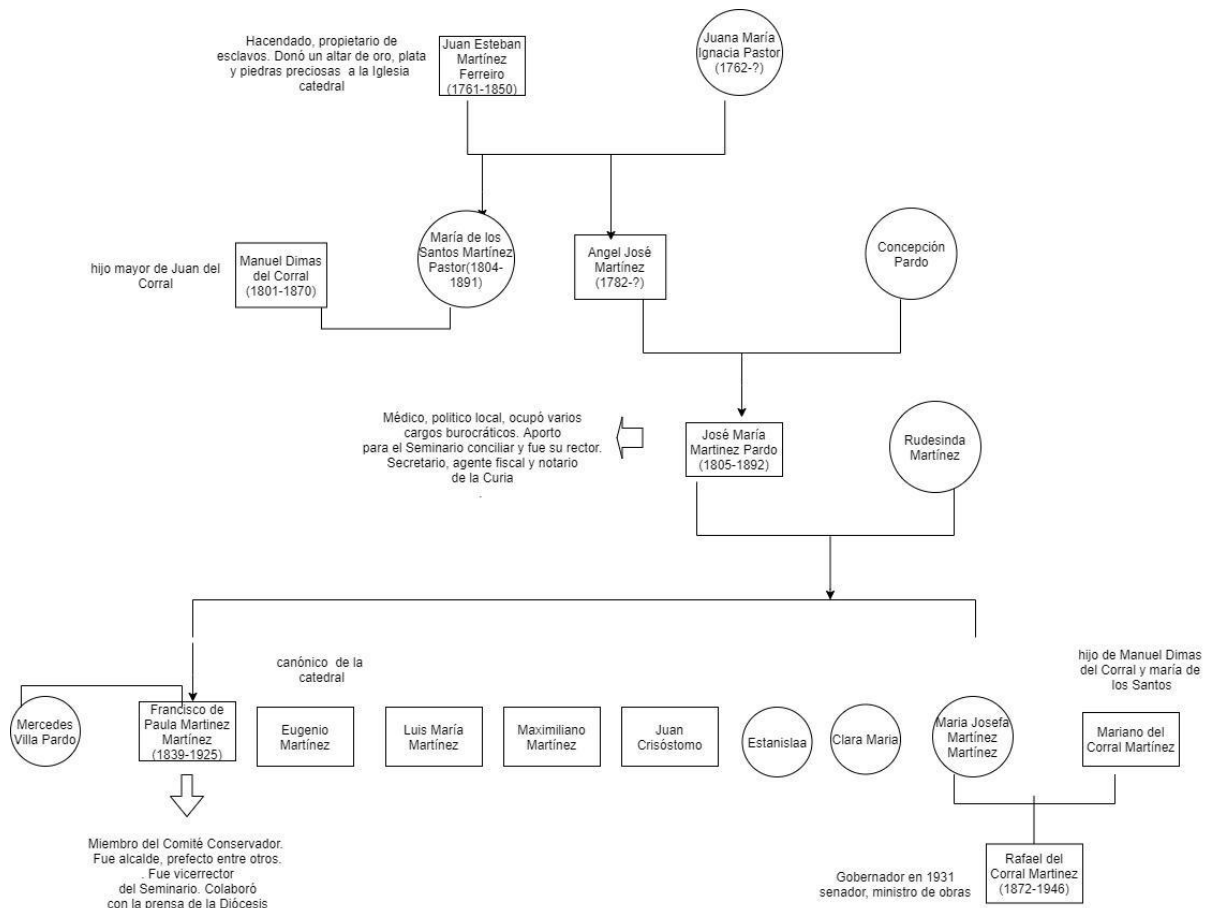 Hacendado, propietario de
esclavos. Donó un altar de oro, plata
y piedras preciosas a la Iglesia
catedral
Juan Esteban
Martínez
Ferreiro
(1761-1850)
Juana María
Ignacia Pastor
(1762-?)
hijo mayor de Juan del
Corral
Manuel Dimas
del Corral
(1801-1870)
María de los
Santos Martínez
Pastor(1804-
1891)
Angel José
Martínez
(1782-?)
Concepción
Pardo
Médico, politico local, ocupó varios
cargos burocráticos. Aporto
para el Seminario conciliar y fue su rector.
Secretario, agente fiscal y notario
de la Curia
.
José María
Martinez Pardo
(1805-1892)
Rudesinda
Martínez
canónico de la
catedral
hijo de Manuel Dimas
del Corral y maría de
los Santos
Mercedes
Villa Pardo
Francisco de
Paula Martinez
Martínez
(1839-1925)
Eugenio
Martínez
Luis María
Martínez
Maximiliano
Martínez
Juan
Crisóstomo
Estanislaa
Clara Maria
Maria Josefa
Martínez
Martínez
Mariano del
Corral Martínez
Miembro del Comité Conservador.
Fue alcalde, prefecto entre otros.
. Fue vicerrector
del Seminario. Colaboró
con la prensa de la Diócesis
Gobernador en 1931
senador, ministro de obras
Rafael del
Corral Martinez
(1872-1946)